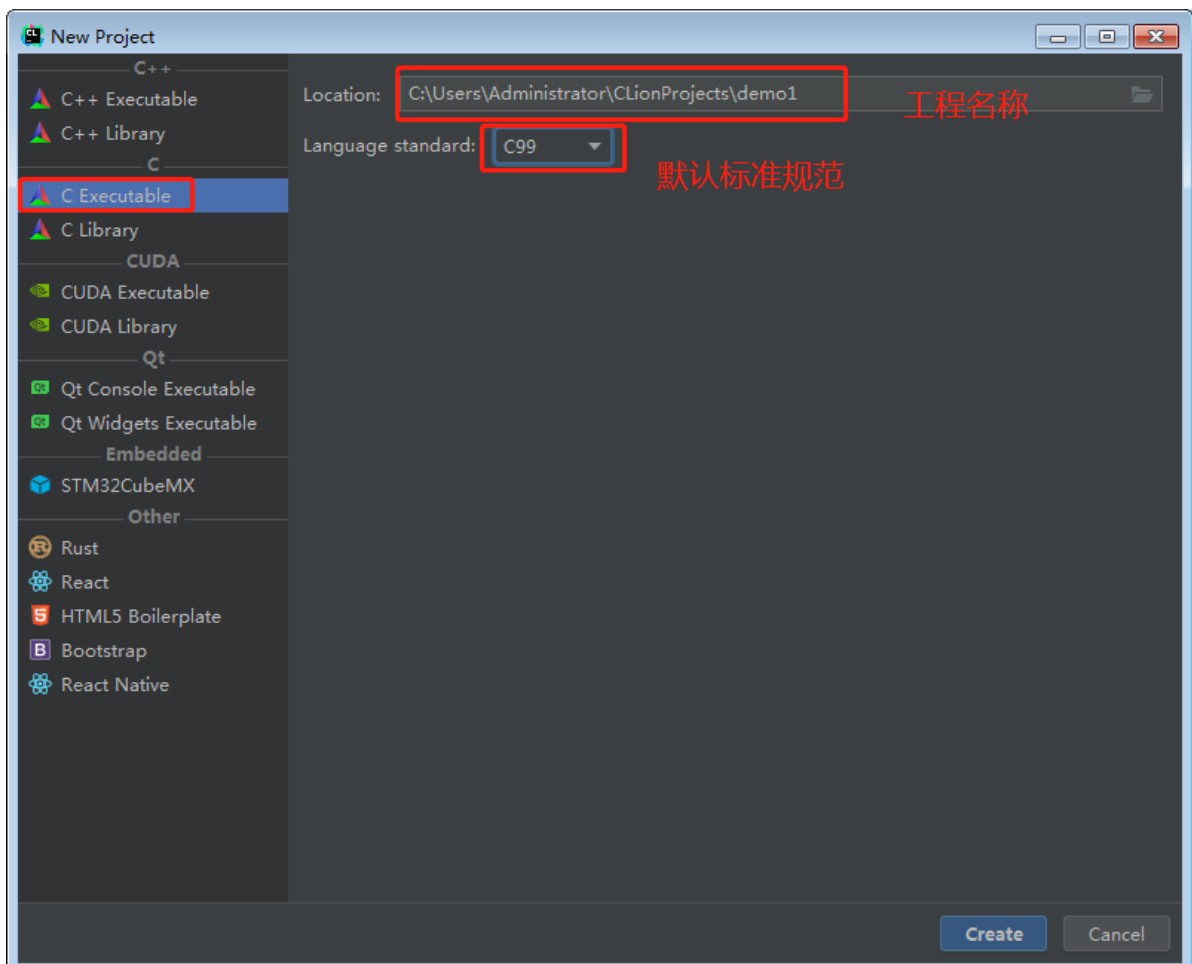 New Project
C++
C++ Executable
C++ Library
C
C Executable
C Library
CUDA
CUDA Executable
CUDA Library
Qt
Qt Console Executable
Qt Widgets Executable
Embedded
STM32CubeMX
Other
Rust
React
HTML5 Boilerplate
Bootstrap
React Native
Location: C:\Users\Administrator\CLionProjects\demo1 工程名称
Language standard: C99
默认标准规范
Create Cancel